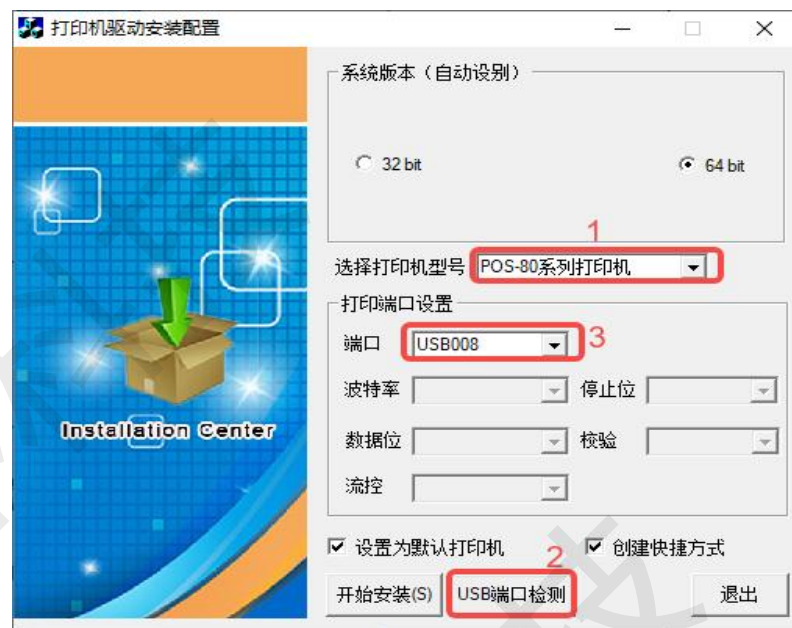 打印机驱动安装配置
系统版本（自动设别）
32 bit
64 bit
1
选择打印机型号 POS-80系列打印机
打印端口设置
端口 USB008 3
波特率 停止位
数据位 校验
流控
Installation Center
设置为默认打印机 2 创建快捷方式
开始安装(S) USB端口检测 退出